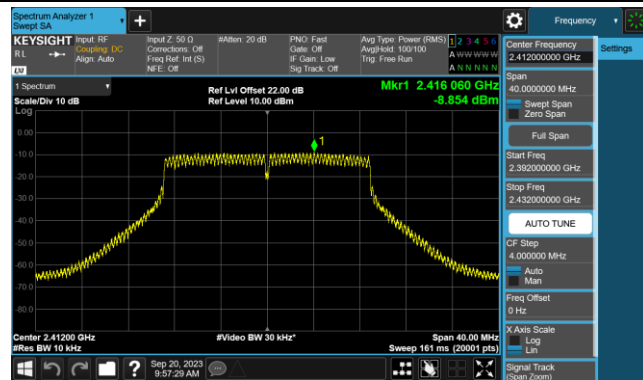 Spectrum Analyzer 1
Swept SA
Frequency
KEYSIGHT
RL
LXI
Input: RF
Coupling: DC
Align: Auto
Input Z: 50 Ω
Corrections: Off
Freq Ref: Int (S)
NFE: Off
#Atten: 20 dB
PNO: Fast
Gate: Off
IF Gain: Low
Sig Track: Off
Avg Type: Power (RMS)
Avg|Hold: 100/100
Trig: Free Run
1 2 3 4 5 6
A W W W W W
A N N N N N
1 Spectrum
Scale/Div 10 dB
Log
Ref Lvl Offset 22.00 dB
Ref Level 10.00 dBm
Mkr1 2.416 060 GHz
-8.854 dBm
1
0.00
-10.0
-20.0
-30.0
-40.0
-50.0
-60.0
-70.0
-80.0
Center 2.41200 GHz
#Res BW 10 kHz
#Video BW 30 kHz*
Span 40.00 MHz
Sweep 161 ms (20001 pts)
Sep 20, 2023
9:57:29 AM
Center Frequency
2.412000000 GHz
Span
40.0000000 MHz
Swept Span
Zero Span
Full Span
Start Freq
2.392000000 GHz
Stop Freq
2.432000000 GHz
AUTO TUNE
CF Step
4.000000 MHz
Auto
Man
Freq Offset
0 Hz
X Axis Scale
Log
Lin
Signal Track
(Span Zoom)
Settings